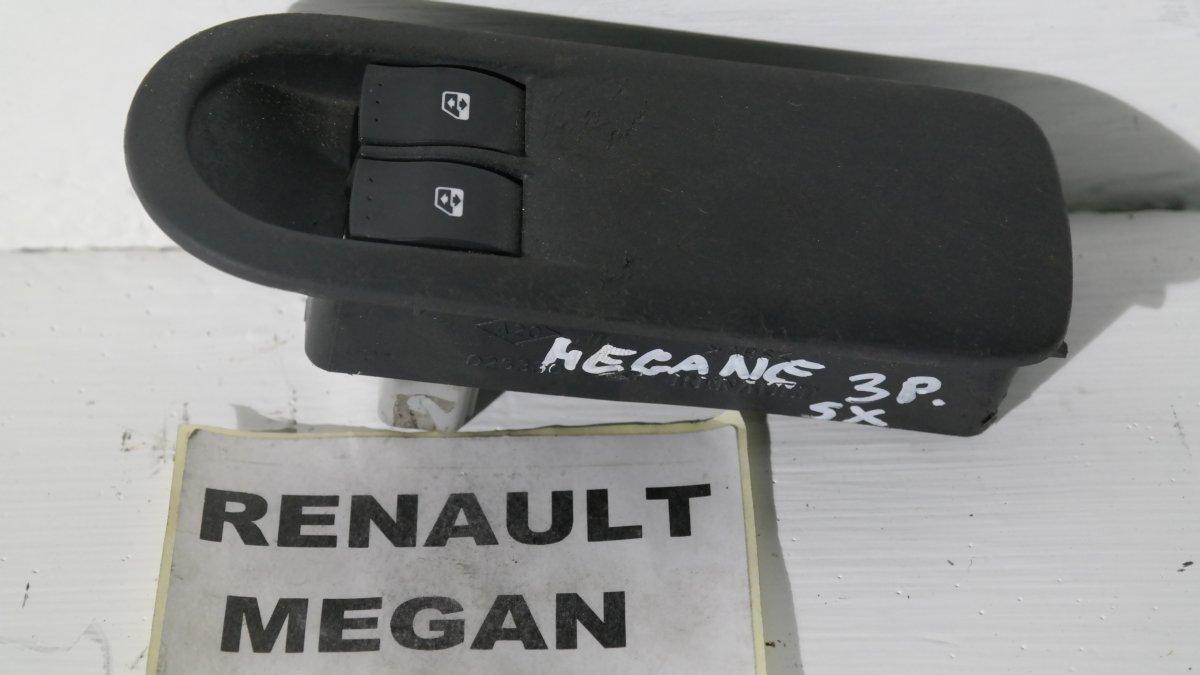 MEGANE 3P.
SX
RENAULT
MEGAN